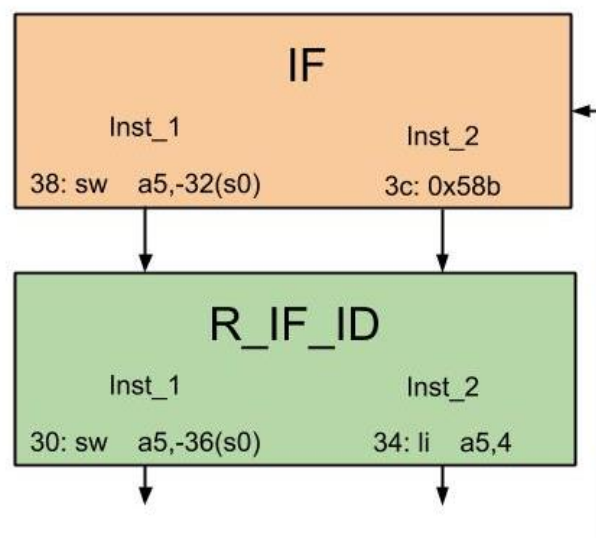 IF
Inst_1 Inst_2
38: sw a5,-32(s0) 3c: 0x58b
R_IF_ID
Inst_1 Inst_2
30: sw a5,-36(s0) 34: li a5,4